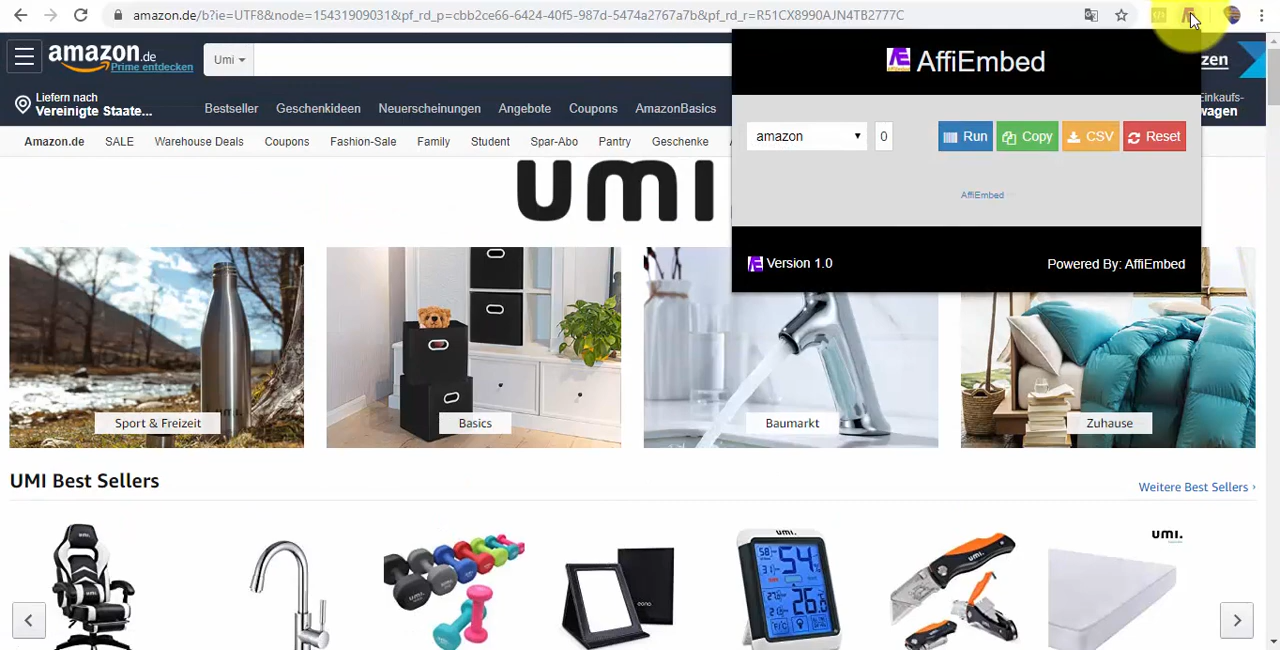 amazon.de/b?ie=UTF8&node=15431909031&pf_rd_p=cbb2ce66-6424-40f5-987d-5474a2767a7b&pf_rd_r=R51CX8990AJN4TB2777C
amazon.de
Prime entdecken
Umi
AffiEmbed
zen
Liefern nach
Vereinigte Staate...
Bestseller Geschenkideen Neuerscheinungen Angebote Coupons AmazonBasics
Einkaufs-
wagen
Amazon.de SALE Warehouse Deals Coupons Fashion-Sale Family Student Spar-Abo Pantry Geschenke
amazon 0 Run Copy CSV Reset
AffiEmbed
umi.
Version 1.0 Powered By: AffiEmbed
Sport & Freizeit Basics Baumarkt Zuhause
UMI Best Sellers Weitere Best Sellers ›
umi.
umi.
umi.